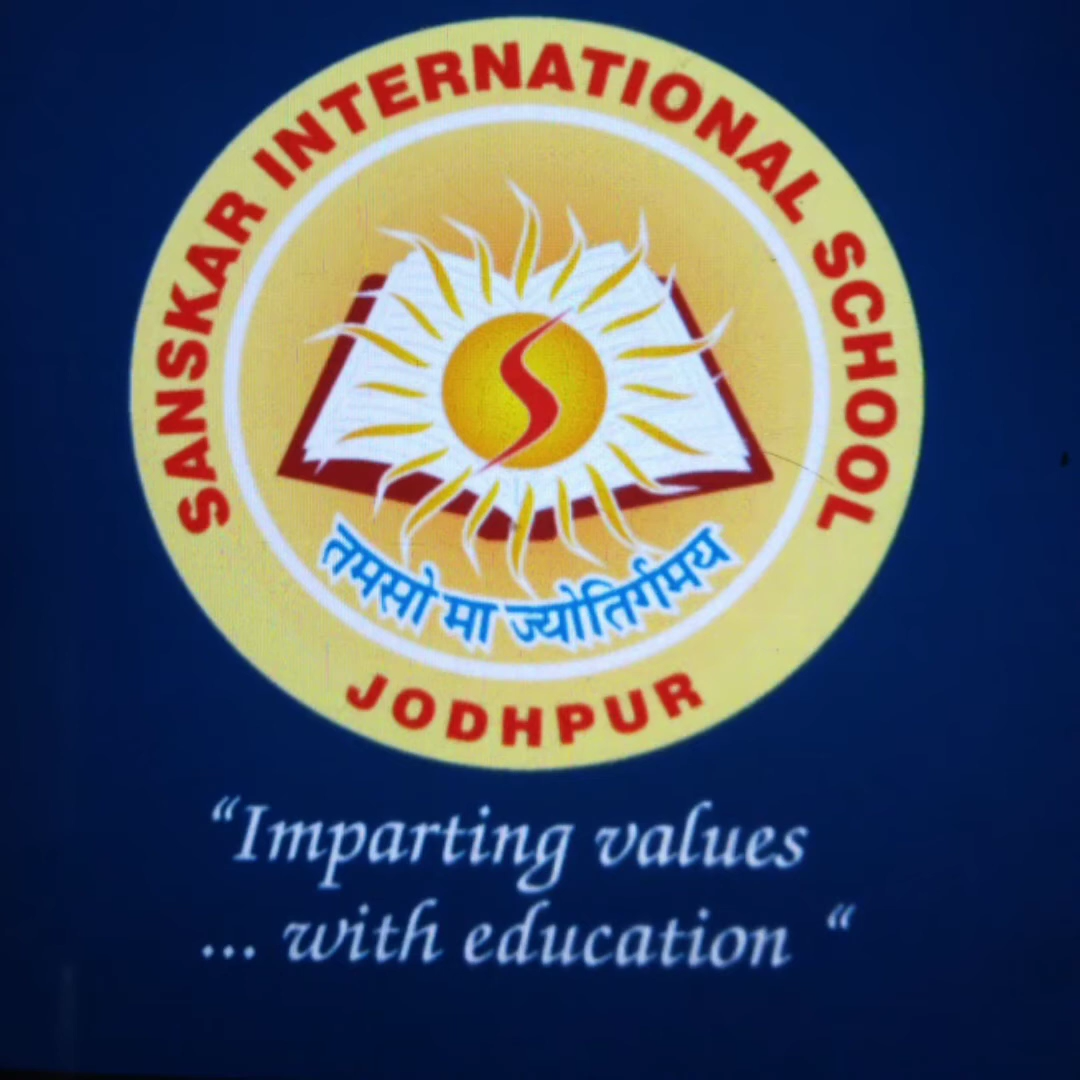 SANSKAR INTERNATIONAL SCHOOL
S
तमसो मा ज्योतिर्गमय
JODHPUR
“Imparting values
... with education “